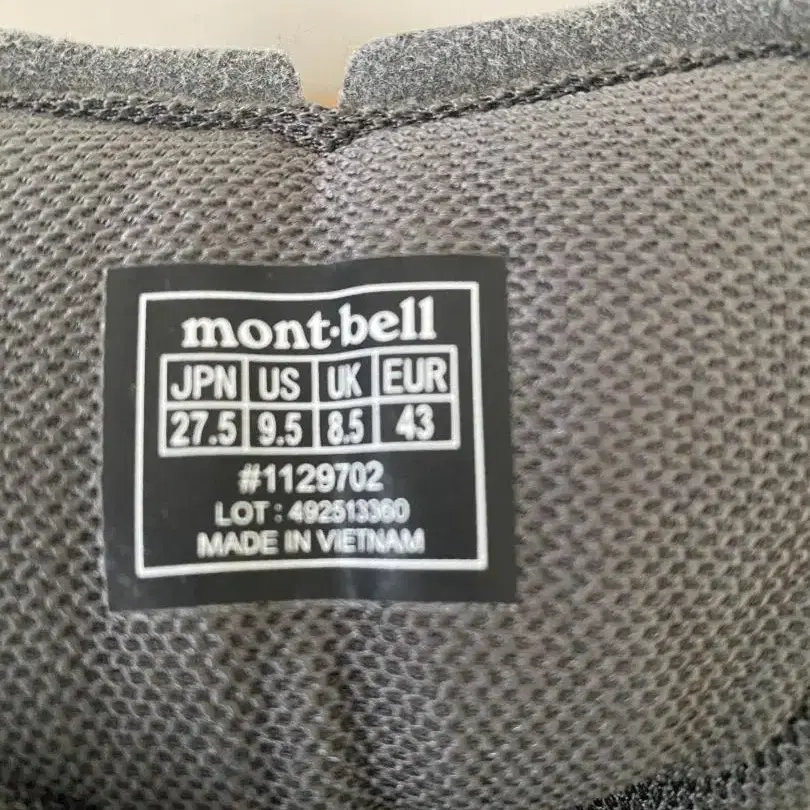 mont-bell
JPN US UK EUR
27.5 9.5 8.5 43
#1129702
LOT : 492513360
MADE IN VIETNAM